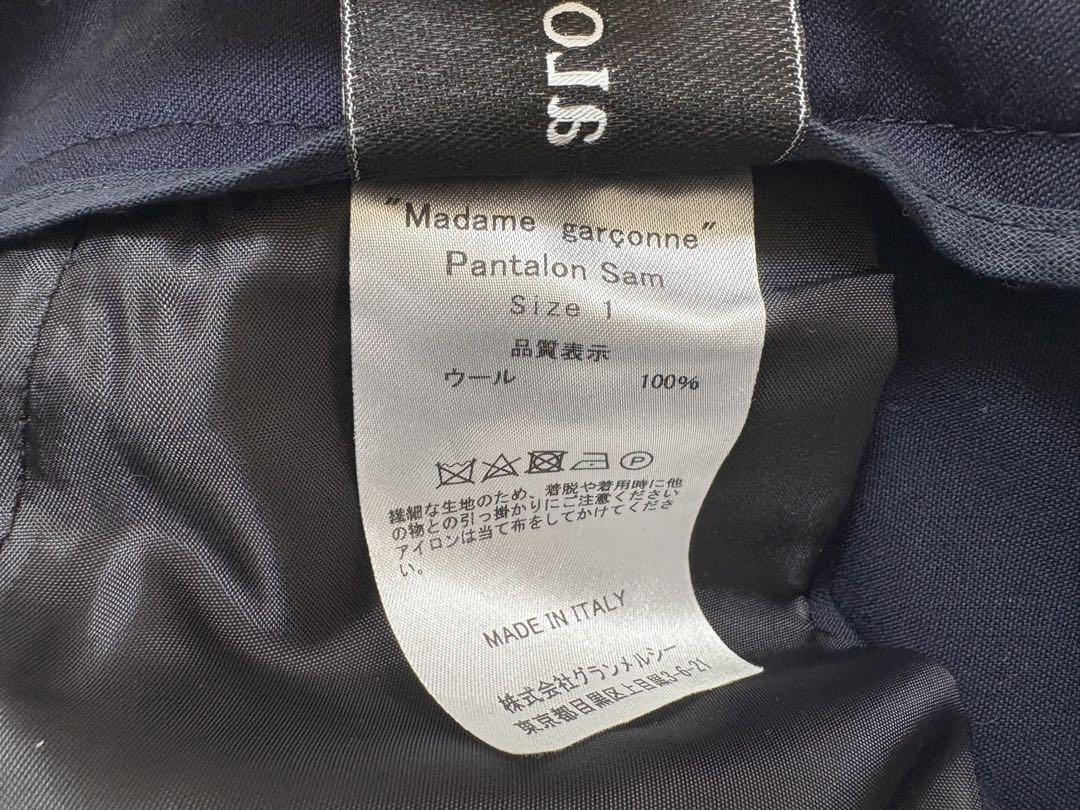 "Madame garçonne"
Pantalon Sam
Size 1
品質表示
ウール 100%
P
繊細な生地のため、着脱や着用時に他
の物との引っ掛かりにご注意ください
アイロンは当て布をしてかけてくださ
い。
MADE IN ITALY
株式会社グランメルシー
東京都目黒区上目黒3-6-21